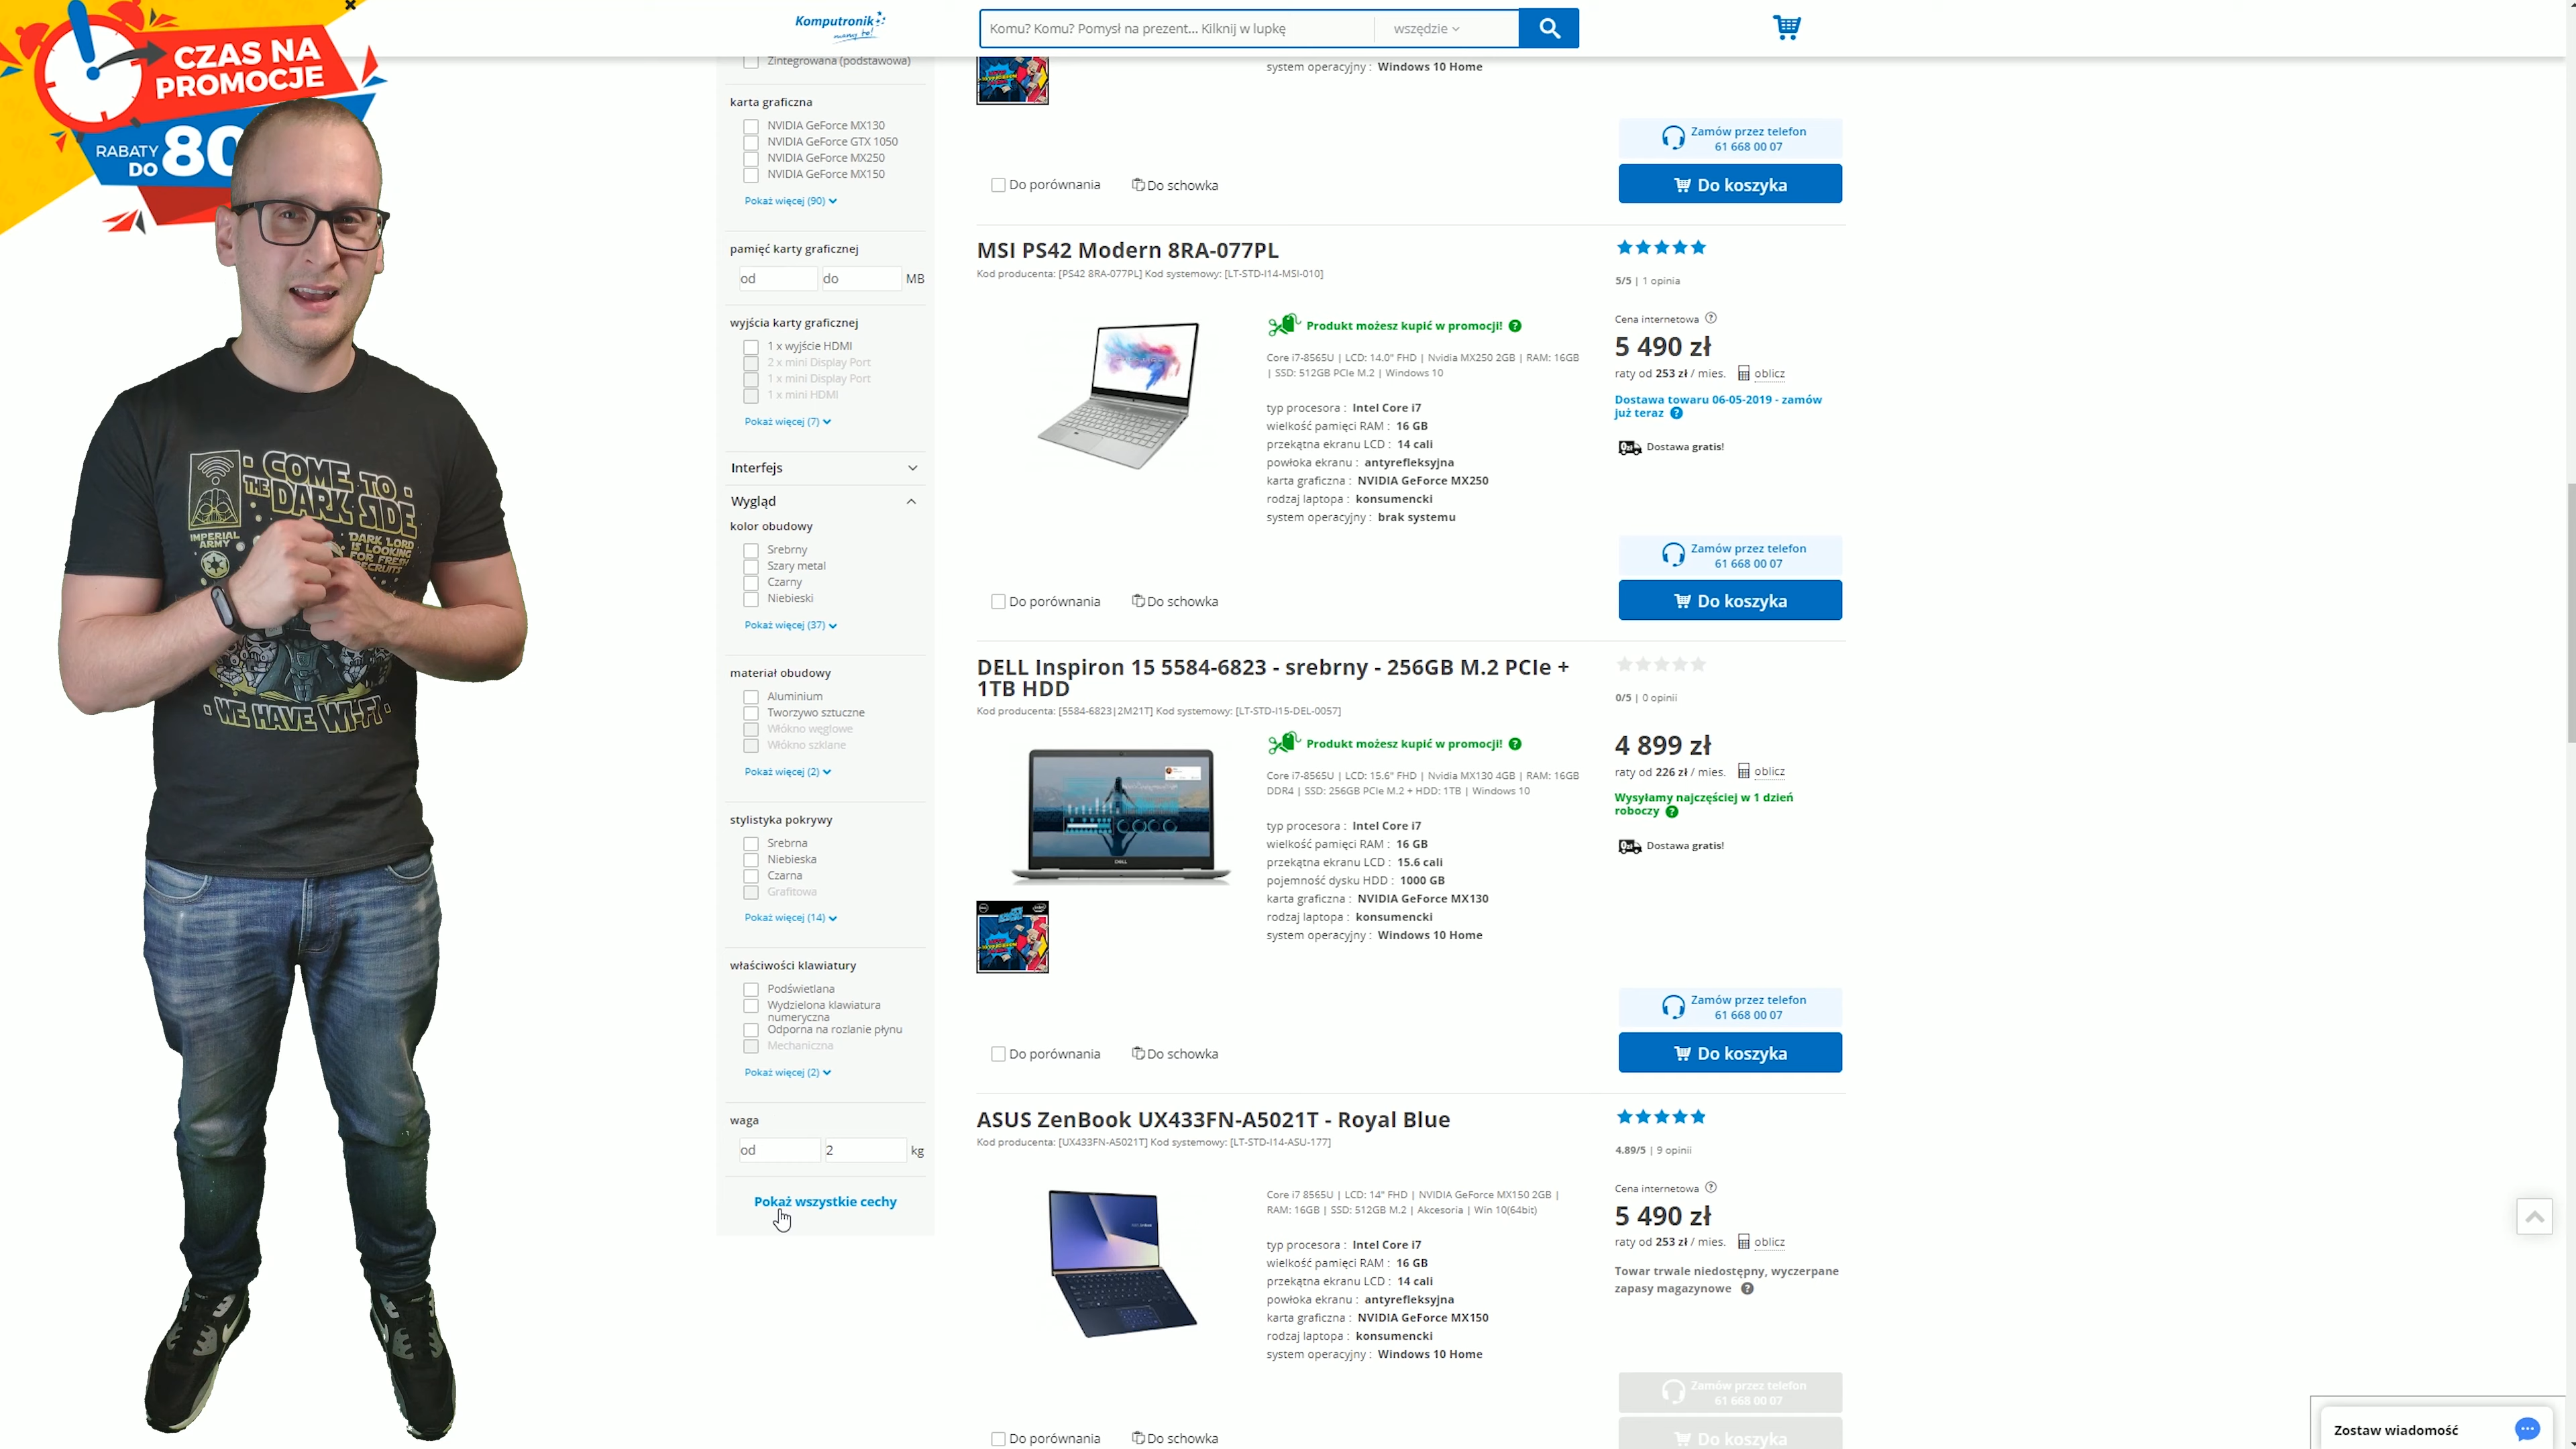 CZAS NA
PROMOCJE
RABATY
DO 80
COME TO
THE DARK SIDE
IMPERIAL
ARMY
DARK LORD
IS LOOKING
FOR FRESH
RECRUITS
WE HAVE WI-FI
Komputronik
mamy to!
Komu? Komu? Pomysł na prezent... Kilknij w lupkę
wszędzie
Zintegrowana (podstawowa)
karta graficzna
NVIDIA GeForce MX130
NVIDIA GeForce GTX 1050
NVIDIA GeForce MX250
NVIDIA GeForce MX150
Pokaż więcej (90)
pamięć karty graficznej
od do MB
wyjścia karty graficznej
1 x wyjście HDMI
2 x mini Display Port
1 x mini Display Port
1 x mini HDMI
Pokaż więcej (7)
Interfejs
Wygląd
kolor obudowy
Srebrny
Szary metal
Czarny
Niebieski
Pokaż więcej (37)
materiał obudowy
Aluminium
Tworzywo sztuczne
Włókno węglowe
Włókno szklane
Pokaż więcej (2)
stylistyka pokrywy
Srebrna
Niebieska
Czarna
Grafitowa
Pokaż więcej (14)
właściwości klawiatury
Podświetlana
Wydzielona klawiatura
numeryczna
Odporna na rozlanie płynu
Mechaniczna
Pokaż więcej (2)
waga
od 2 kg
Pokaż wszystkie cechy
system operacyjny : Windows 10 Home
Zamów przez telefon
61 668 00 07
Do koszyka
Do porównania Do schowka
MSI PS42 Modern 8RA-077PL
Kod producenta: [PS42 8RA-077PL] Kod systemowy: [LT-STD-I14-MSI-010]
Produkt możesz kupić w promocji!
Core i7-8565U | LCD: 14.0" FHD | Nvidia MX250 2GB | RAM: 16GB
| SSD: 512GB PCIe M.2 | Windows 10
typ procesora : Intel Core i7
wielkość pamięci RAM : 16 GB
przekątna ekranu LCD : 14 cali
powłoka ekranu : antyrefleksyjna
karta graficzna : NVIDIA GeForce MX250
rodzaj laptopa : konsumencki
system operacyjny : brak systemu
5/5 | 1 opinia
Cena internetowa
5 490 zł
raty od 253 zł / mies. oblicz
Dostawa towaru 06-05-2019 - zamów
już teraz
Dostawa gratis!
Zamów przez telefon
61 668 00 07
Do koszyka
Do porównania Do schowka
DELL Inspiron 15 5584-6823 - srebrny - 256GB M.2 PCIe +
1TB HDD
Kod producenta: [5584-6823|2M21T] Kod systemowy: [LT-STD-I15-DEL-0057]
Produkt możesz kupić w promocji!
Core i7-8565U | LCD: 15.6" FHD | Nvidia MX130 4GB | RAM: 16GB
DDR4 | SSD: 256GB PCIe M.2 + HDD: 1TB | Windows 10
typ procesora : Intel Core i7
wielkość pamięci RAM : 16 GB
przekątna ekranu LCD : 15.6 cali
pojemność dysku HDD : 1000 GB
karta graficzna : NVIDIA GeForce MX130
rodzaj laptopa : konsumencki
system operacyjny : Windows 10 Home
DELL
0/5 | 0 opinii
4 899 zł
raty od 226 zł / mies. oblicz
Wysyłamy najczęściej w 1 dzień
roboczy
Dostawa gratis!
Zamów przez telefon
61 668 00 07
Do koszyka
Do porównania Do schowka
ASUS ZenBook UX433FN-A5021T - Royal Blue
Kod producenta: [UX433FN-A5021T] Kod systemowy: [LT-STD-I14-ASU-177]
Core i7 8565U | LCD: 14" FHD | NVIDIA GeForce MX150 2GB |
RAM: 16GB | SSD: 512GB M.2 | Akcesoria | Win 10(64bit)
typ procesora : Intel Core i7
wielkość pamięci RAM : 16 GB
przekątna ekranu LCD : 14 cali
powłoka ekranu : antyrefleksyjna
karta graficzna : NVIDIA GeForce MX150
rodzaj laptopa : konsumencki
system operacyjny : Windows 10 Home
4.89/5 | 9 opinii
Cena internetowa
5 490 zł
raty od 253 zł / mies. oblicz
Towar trwale niedostępny, wyczerpane
zapasy magazynowe
Zamów przez telefon
61 668 00 07
Do koszyka
Do porównania Do schowka
Zostaw wiadomość